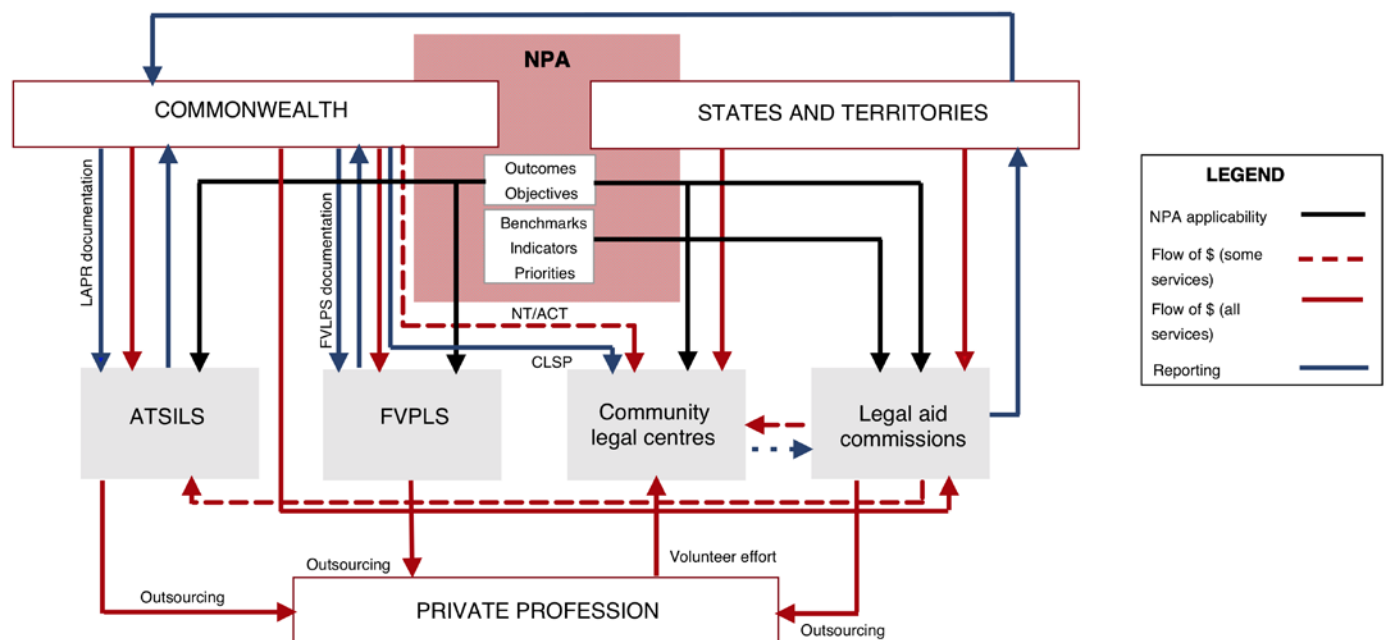 NPA
COMMONWEALTH
STATES AND TERRITORIES
Outcomes
Objectives
Benchmarks
Indicators
Priorities
LAPR documentation
FVLPS documentation
NT/ACT
CLSP
ATSILS
FVPLS
Community
legal centres
Legal aid
commissions
Outsourcing
Outsourcing
Volunteer effort
Outsourcing
PRIVATE PROFESSION
LEGEND
NPA applicability
Flow of $ (some
services)
Flow of $ (all
services)
Reporting